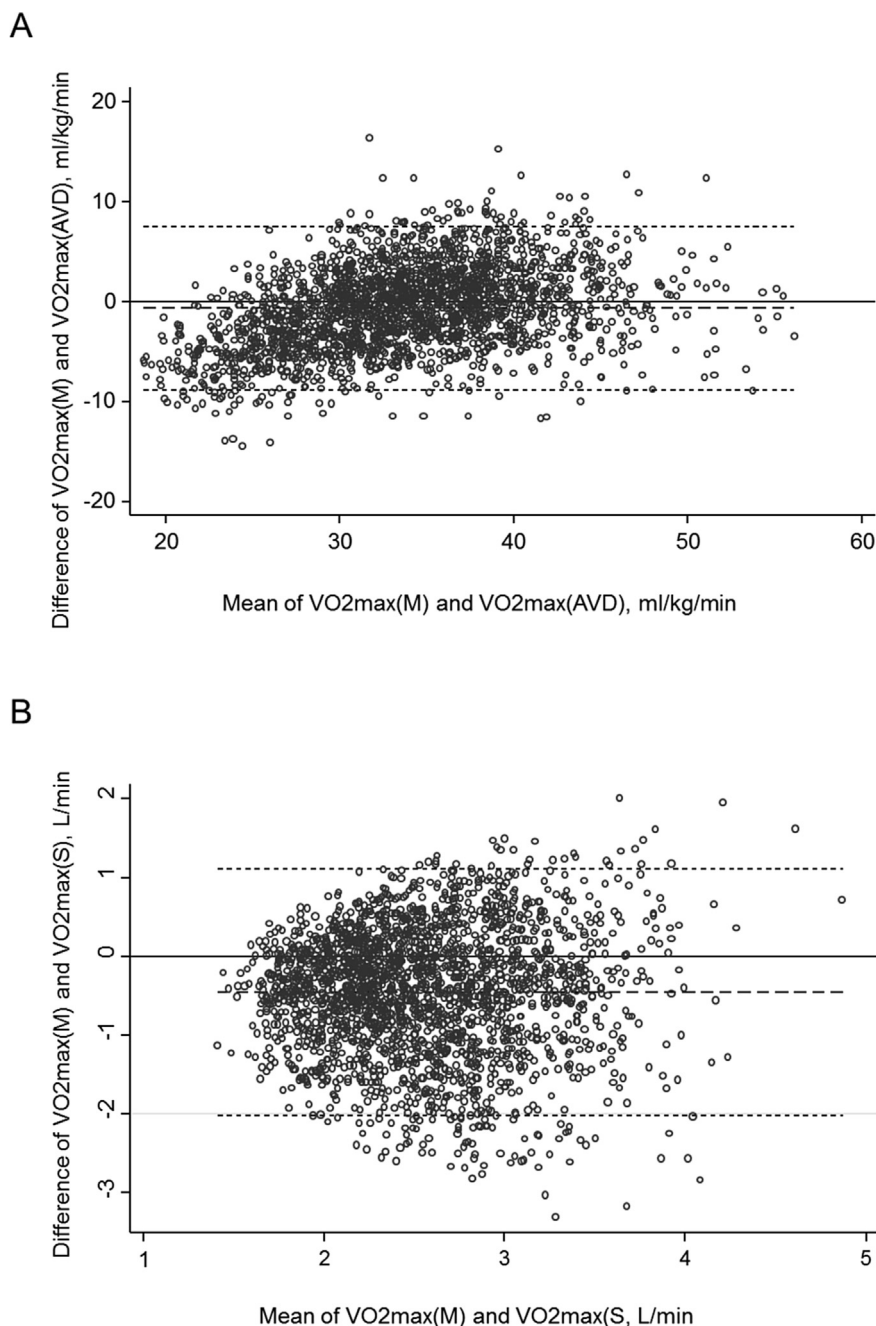 A
Difference of VO2max(M) and VO2max(AVD), ml/kg/min
20
10
0
-10
-20
20 30 40 50 60
Mean of VO2max(M) and VO2max(AVD), ml/kg/min
B
Difference of VO2max(M) and VO2max(S), L/min
2
1
0
-1
-2
-3
1 2 3 4 5
Mean of VO2max(M) and VO2max(S, L/min